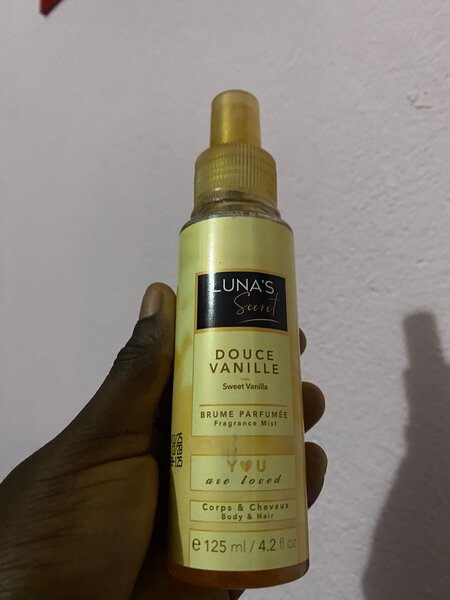 LUNA'S
Secret
DOUCE
VANILLE
Sweet Vanilla
BRUME PARFUMÉE
Fragrance Mist
YOU
are loved
Corps & Cheveux
Body & Hair
e 125 ml / 4.2 fl oz